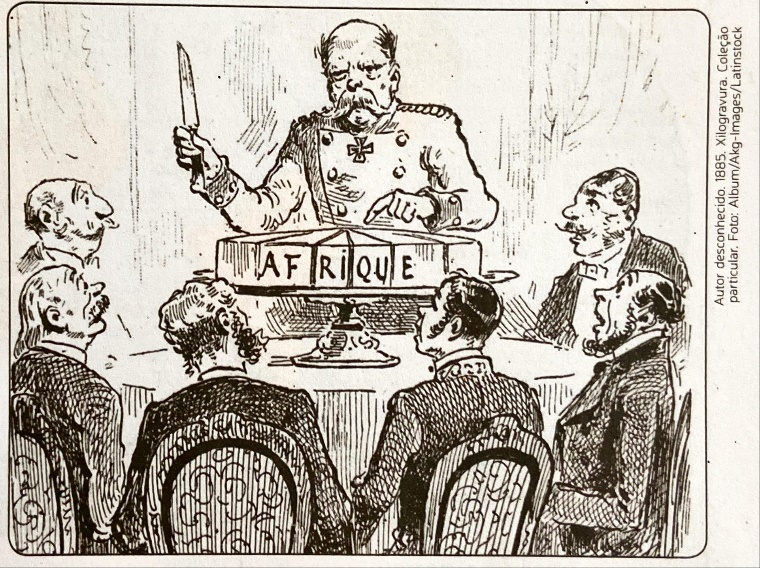 AFRIQUE
Autor desconhecido. 1885. Xilogravura. Coleção
particular. Foto: Album/Akg-Images/Latinstock